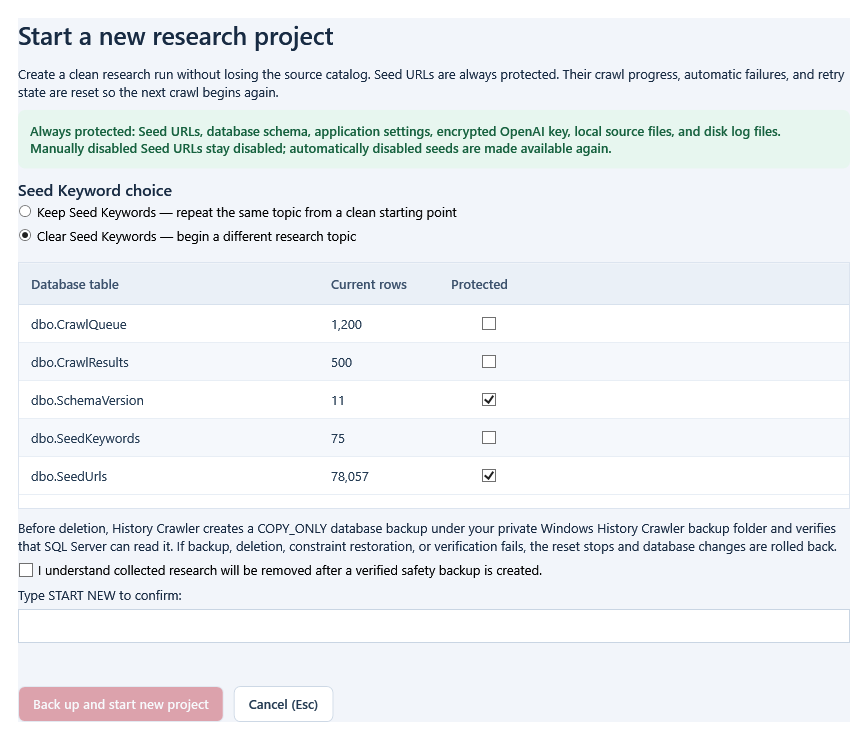 Start a new research project
Create a clean research run without losing the source catalog. Seed URLs are always protected. Their crawl progress, automatic failures, and retry
state are reset so the next crawl begins again.
Always protected: Seed URLs, database schema, application settings, encrypted OpenAI key, local source files, and disk log files.
Manually disabled Seed URLs stay disabled; automatically disabled seeds are made available again.
Seed Keyword choice
Keep Seed Keywords — repeat the same topic from a clean starting point
Clear Seed Keywords — begin a different research topic
Database table Current rows Protected
dbo.CrawlQueue 1,200
dbo.CrawlResults 500
dbo.SchemaVersion 11
dbo.SeedKeywords 75
dbo.SeedUrls 78,057
Before deletion, History Crawler creates a COPY_ONLY database backup under your private Windows History Crawler backup folder and verifies
that SQL Server can read it. If backup, deletion, constraint restoration, or verification fails, the reset stops and database changes are rolled back.
I understand collected research will be removed after a verified safety backup is created.
Type START NEW to confirm:
Back up and start new project Cancel (Esc)